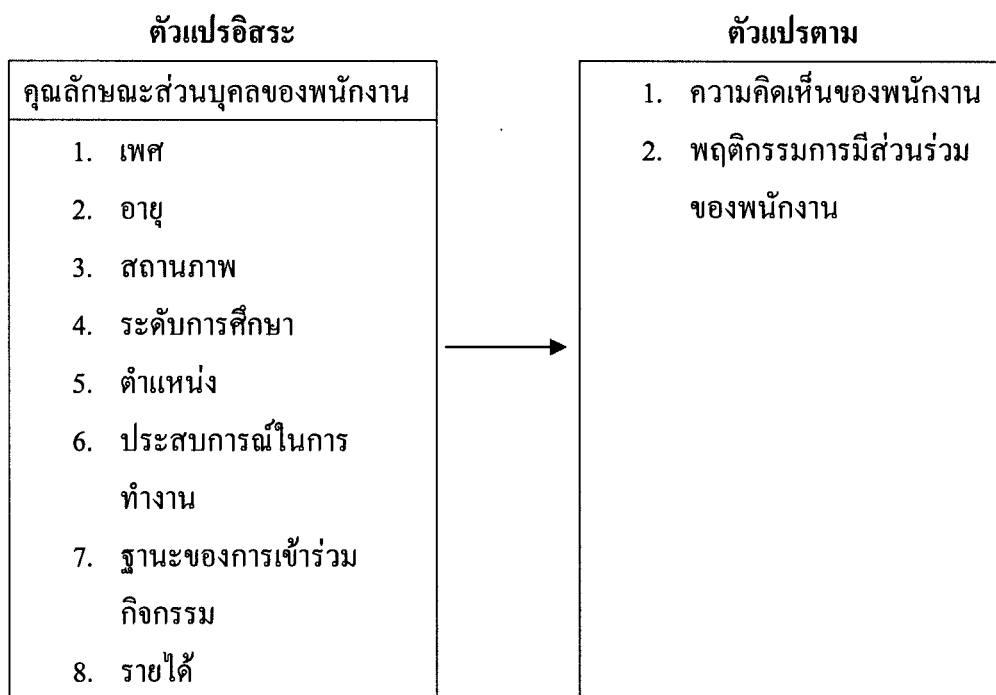 ตัวแปรอิสระ
คุณลักษณะส่วนบุคลของพนักงาน
1. เพศ
2. อายุ
3. สถานภาพ
4. ระดับการศึกษา
5. ตำแหน่ง
6. ประสบการณ์ในการ
ทำงาน
7. ฐานะของการเข้าร่วม
กิจกรรม
8. รายได้
ตัวแปรตาม
1. ความคิดเห็นของพนักงาน
2. พฤติกรรมการมีส่วนร่วม
ของพนักงาน